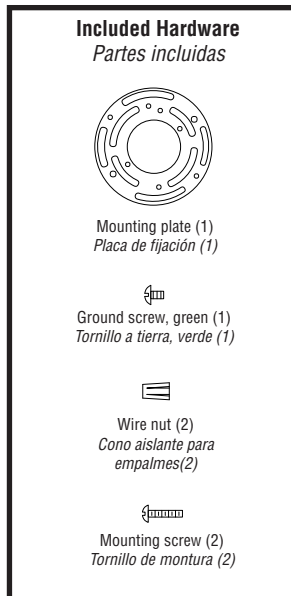 Included Hardware
Partes incluidas
Mounting plate (1)
Placa de fijación (1)
Ground screw, green (1)
Tornillo a tierra, verde (1)
Wire nut (2)
Cono aislante para
empalmes(2)
Mounting screw (2)
Tornillo de montura (2)